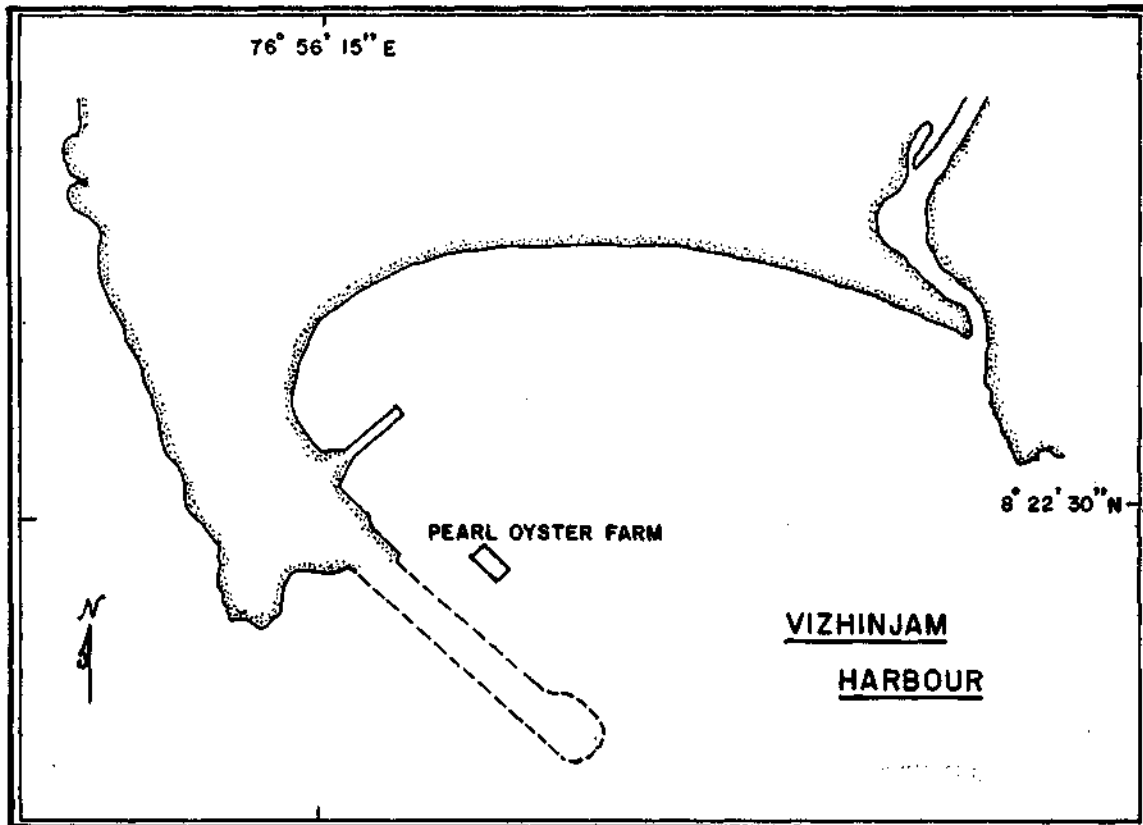 76° 56' 15" E
8° 22' 30" N
PEARL OYSTER FARM
N
VIZHINJAM
HARBOUR